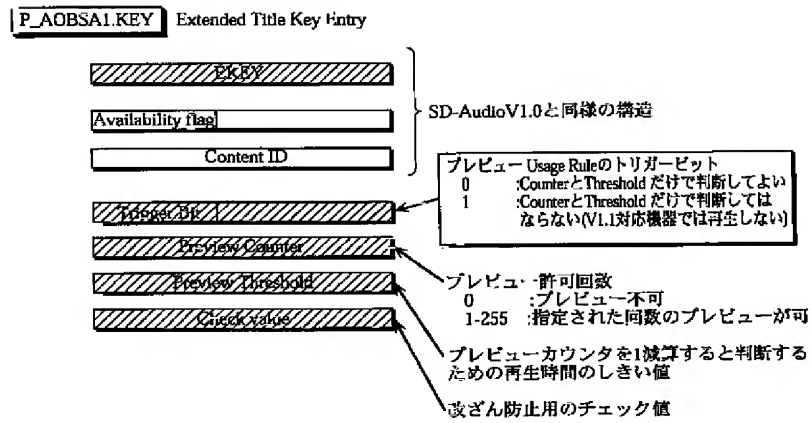 P_AOBSA1.KEY Extended Title Key Entry
EKEY
Availability flag
Content ID
SD-AudioV1.0と同様の構造
Trigger Bit
Preview Counter
Preview Threshold
Check value
プレビュー Usage Ruleのトリガービット
0 :CounterとThreshold だけで判断してよい
1 :CounterとThreshold だけで判断しては
ならない(V1.1対応機器では再生しない)
プレビュー許可回数
0 :プレビュー不可
1-255 :指定された回数のプレビューが可
プレビューカウンタを1減算すると判断する
ための再生時間のしきい値
改ざん防止用のチェック値